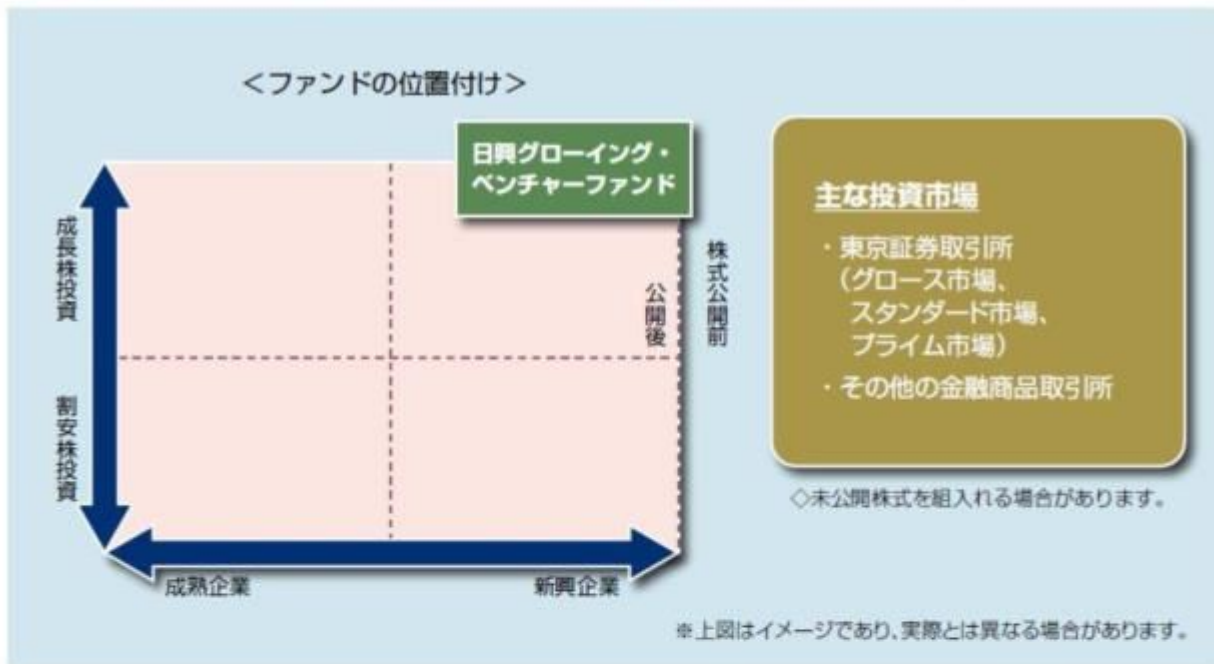 ＜ファンドの位置付け＞
日興グローイング・
ベンチャーファンド
成長株投資
割安株投資
公開後
株式公開前
成熟企業
新興企業
主な投資市場
・東京証券取引所
（グロース市場、
スタンダード市場、
プライム市場）
・その他の金融商品取引所
◇未公開株式を組入れる場合があります。
※上図はイメージであり、実際とは異なる場合があります。